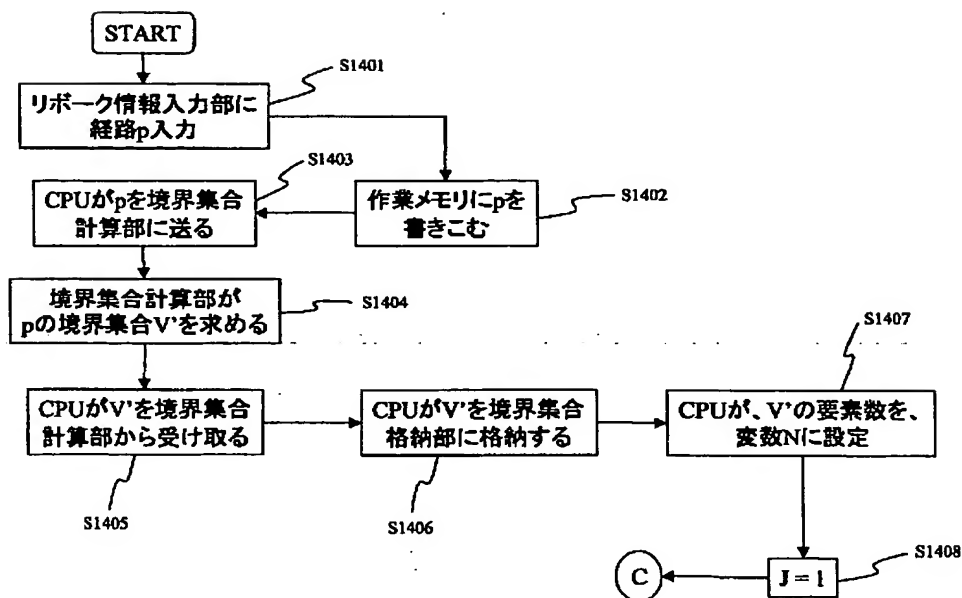 START
S1401
リボーク情報入力部に
経路p入力
S1403
CPUがpを境界集合
計算部に送る
作業メモリにpを
書きこむ
S1402
境界集合計算部が
pの境界集合V'を求める
S1404
S1407
CPUがV'を境界集合
計算部から受け取る
CPUがV'を境界集合
格納部に格納する
CPUが、V'の要素数を、
変数Nに設定
S1405
S1406
S1408
C
J = 1